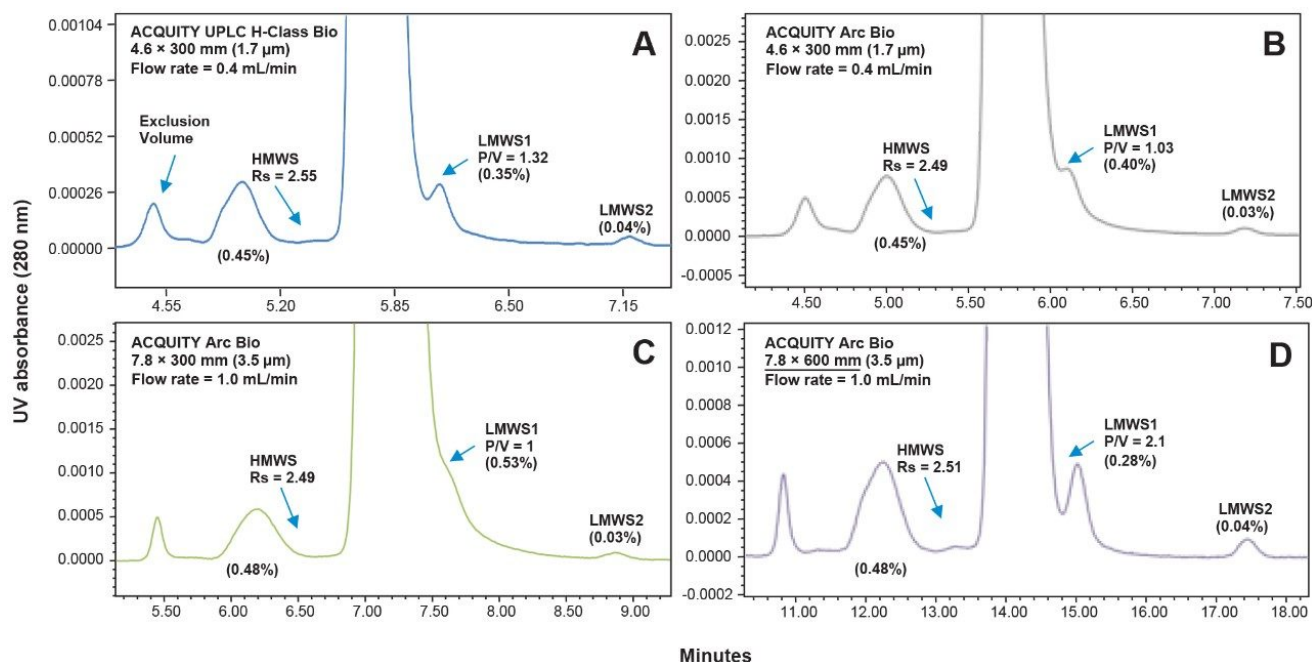 UV absorbance (280 nm)
0.00104
0.00078
0.00052
0.00026
0.00000
ACQUITY UPLC H-Class Bio
4.6 × 300 mm (1.7 µm)
Flow rate = 0.4 mL/min
A
Exclusion
Volume
HMWS
Rs = 2.55
(0.45%)
LMWS1
P/V = 1.32
(0.35%)
LMWS2
(0.04%)
4.55 5.20 5.85 6.50 7.15
0.0025
0.0020
0.0015
0.0010
0.0005
0.0000
-0.0005
ACQUITY Arc Bio
4.6 × 300 mm (1.7 µm)
Flow rate = 0.4 mL/min
B
HMWS
Rs = 2.49
(0.45%)
LMWS1
P/V = 1.03
(0.40%)
LMWS2
(0.03%)
4.50 5.00 5.50 6.00 6.50 7.00 7.50
0.0025
0.0020
0.0015
0.0010
0.0005
0.0000
ACQUITY Arc Bio
7.8 × 300 mm (3.5 µm)
Flow rate = 1.0 mL/min
C
HMWS
Rs = 2.49
(0.48%)
LMWS1
P/V = 1
(0.53%)
LMWS2
(0.03%)
5.50 6.00 6.50 7.00 7.50 8.00 8.50 9.00
0.0012
0.0010
0.0008
0.0006
0.0004
0.0002
0.0000
-0.0002
ACQUITY Arc Bio
7.8 × 600 mm (3.5 µm)
Flow rate = 1.0 mL/min
D
HMWS
Rs = 2.51
(0.48%)
LMWS1
P/V = 2.1
(0.28%)
LMWS2
(0.04%)
11.00 12.00 13.00 14.00 15.00 16.00 17.00 18.00
Minutes